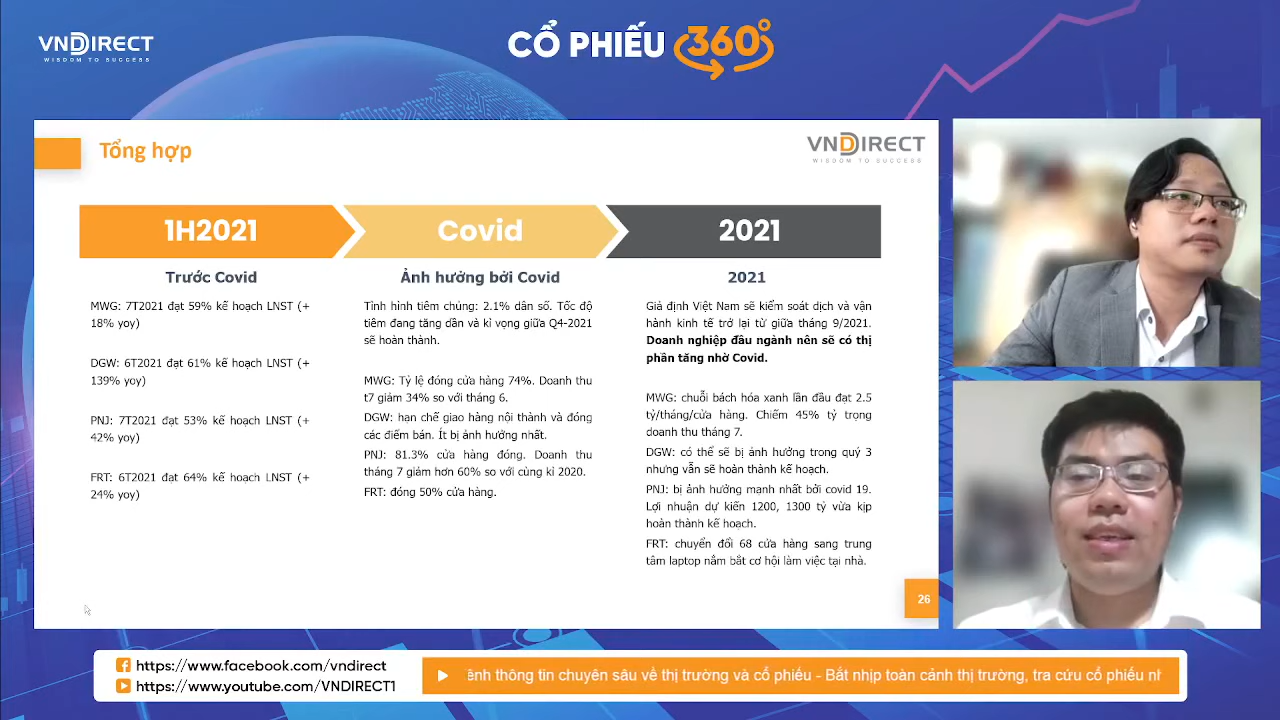 VNDIRECT
WISDOM TO SUCCESS
CỔ PHIẾU 360°
Tổng hợp
VNDIRECT
WISDOM TO SUCCESS
1H2021
Covid
2021
Trước Covid
Ảnh hưởng bởi Covid
2021
MWG: 7T2021 đạt 59% kế hoạch LNST (+
18% yoy)
DGW: 6T2021 đạt 61% kế hoạch LNST (+
139% yoy)
PNJ: 7T2021 đạt 53% kế hoạch LNST (+
42% yoy)
FRT: 6T2021 đạt 64% kế hoạch LNST (+
24% yoy)
Tình hình tiêm chủng: 2.1% dân số. Tốc độ
tiêm đang tăng dần và kì vọng giữa Q4-2021
sẽ hoàn thành.
MWG: Tỷ lệ đóng cửa hàng 74%. Doanh thu
t7 giảm 34% so với tháng 6.
DGW: hạn chế giao hàng nội thành và đóng
các điểm bán. Ít bị ảnh hưởng nhất.
PNJ: 81.3% cửa hàng đóng. Doanh thu
tháng 7 giảm hơn 60% so với cùng kì 2020.
FRT: đóng 50% cửa hàng.
Giả định Việt Nam sẽ kiểm soát dịch và vận
hành kinh tế trở lại từ giữa tháng 9/2021.
Doanh nghiệp đầu ngành nên sẽ có thị
phần tăng nhờ Covid.
MWG: chuỗi bách hóa xanh lần đầu đạt 2.5
tỷ/tháng/cửa hàng. Chiếm 45% tỷ trọng
doanh thu tháng 7.
DGW: có thể sẽ bị ảnh hưởng trong quý 3
nhưng vẫn sẽ hoàn thành kế hoạch.
PNJ: bị ảnh hưởng mạnh nhất bởi covid 19.
Lợi nhuận dự kiến 1200, 1300 tỷ vừa kịp
hoàn thành kế hoạch.
FRT: chuyển đổi 68 cửa hàng sang trung
tâm laptop nắm bắt cơ hội làm việc tại nhà.
26
https://www.facebook.com/vndirect
https://www.youtube.com/VNDIRECT1
ênh thông tin chuyên sâu về thị trường và cổ phiếu - Bắt nhịp toàn cảnh thị trường, tra cứu cổ phiếu nh